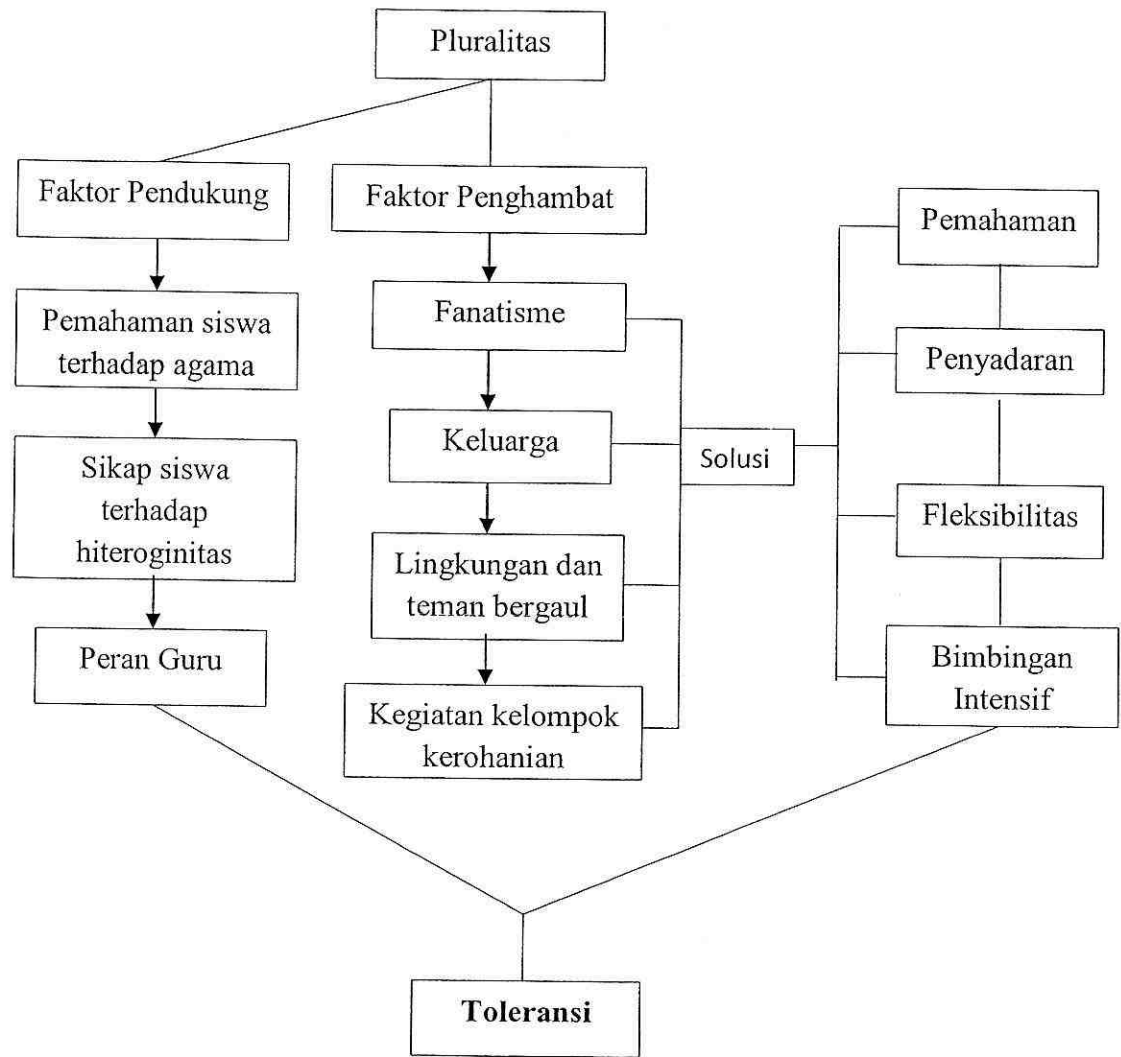 Pluralitas
Faktor Pendukung
Faktor Penghambat
Pemahaman siswa
terhadap agama
Sikap siswa
terhadap
hiteroginitas
Peran Guru
Fanatisme
Keluarga
Lingkungan dan
teman bergaul
Kegiatan kelompok
kerohanian
Solusi
Pemahaman
Penyadaran
Fleksibilitas
Bimbingan
Intensif
Toleransi